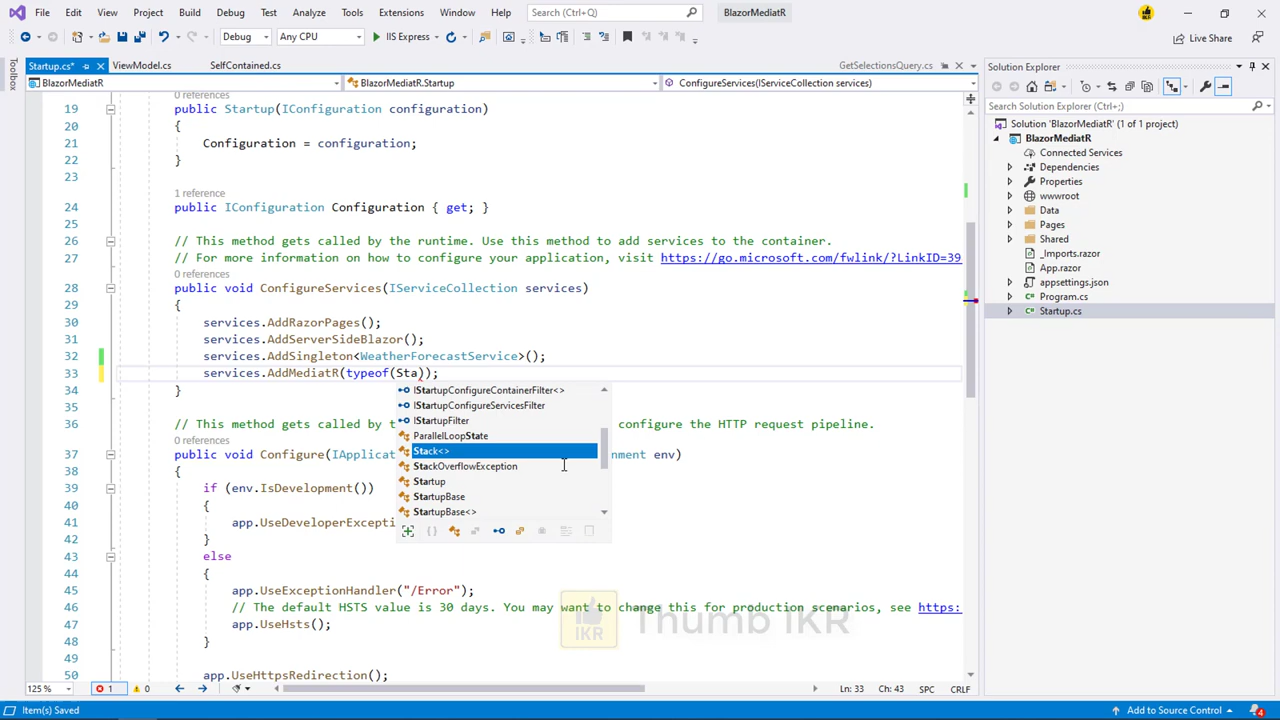 File Edit View Project Build Debug Test Analyze Tools Extensions Window Help Search (Ctrl+Q) BlazorMediatR
Debug Any CPU IIS Express Live Share
Toolbox
Startup.cs* ViewModel.cs SelfContained.cs GetSelectionsQuery.cs
BlazorMediatR BlazorMediatR.Startup ConfigureServices(IServiceCollection services)
0 references
19 public Startup(IConfiguration configuration)
20 {
21 Configuration = configuration;
22 }
23
1 reference
24 public IConfiguration Configuration { get; }
25
26 // This method gets called by the runtime. Use this method to add services to the container.
27 // For more information on how to configure your application, visit https://go.microsoft.com/fwlink/?LinkID=39
0 references
28 public void ConfigureServices(IServiceCollection services)
29 {
30 services.AddRazorPages();
31 services.AddServerSideBlazor();
32 services.AddSingleton<WeatherForecastService>();
33 services.AddMediatR(typeof(Sta));
34 }
35
36 // This method gets called by t configure the HTTP request pipeline.
0 references
37 public void Configure(IApplicat nment env)
38 {
39 if (env.IsDevelopment())
40 {
41 app.UseDeveloperExcepti
42 }
43 else
44 {
45 app.UseExceptionHandler("/Error");
46 // The default HSTS value is 30 days. You may want to change this for production scenarios, see https:
47 app.UseHsts();
48 }
49
50 app.UseHttpsRedirection();
IStartupConfigureContainerFilter<>
IStartupConfigureServicesFilter
IStartupFilter
ParallelLoopState
Stack<>
StackOverflowException
Startup
StartupBase
StartupBase<>
IKR
Thumb IKR
Solution Explorer
Search Solution Explorer (Ctrl+;)
Solution 'BlazorMediatR' (1 of 1 project)
BlazorMediatR
Connected Services
Dependencies
Properties
wwwroot
Data
Pages
Shared
_Imports.razor
App.razor
appsettings.json
Program.cs
Startup.cs
125 % 1 0 Ln: 33 Ch: 43 SPC CRLF
Item(s) Saved Add to Source Control 4